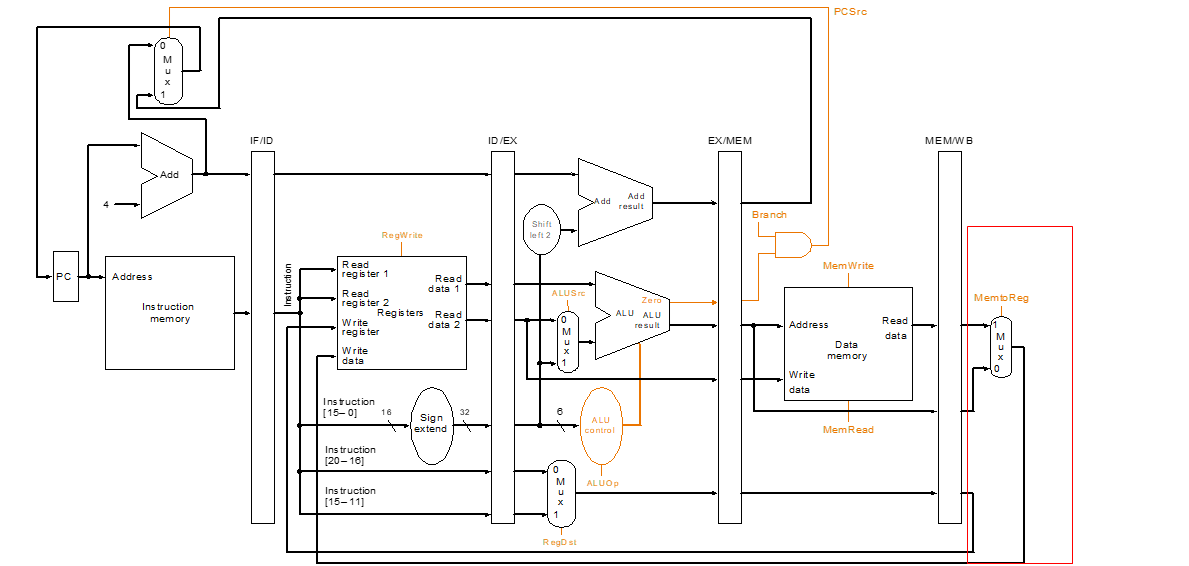 PCSrc
0
M
u
x
1
IF/ID
ID/EX
EX/MEM
MEM/WB
Add
4
Add
Add
result
Shift
left 2
Branch
RegWrite
PC
Address
Instruction
memory
Instruction
Read
register 1
Read
register 2
Write
register
Write
data
Registers
Read
data 1
Read
data 2
ALUSrc
0
M
u
x
1
Zero
ALU
ALU
result
MemWrite
Address
Read
data
Data
memory
Write
data
MemRead
MemtoReg
1
M
u
x
0
Instruction
[15–0]
16
Sign
extend
32
6
ALU
control
ALUOp
Instruction
[20–16]
Instruction
[15–11]
0
M
u
x
1
RegDst